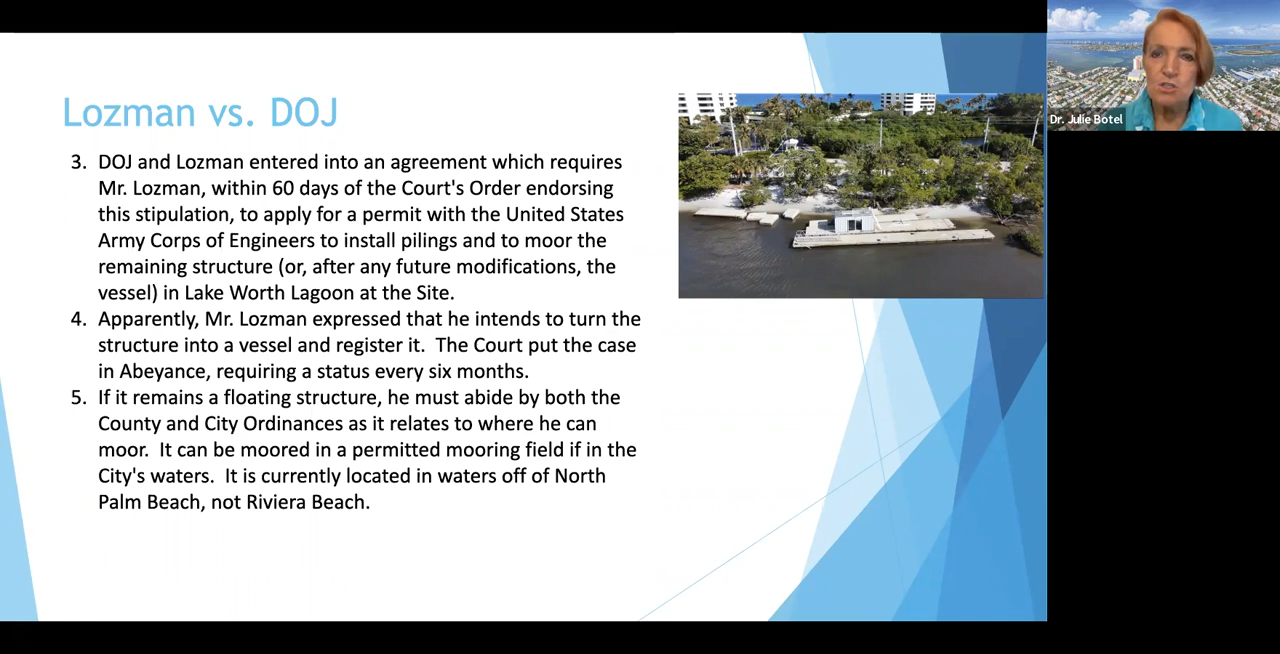 Lozman vs. DOJ
3. DOJ and Lozman entered into an agreement which requires
Mr. Lozman, within 60 days of the Court's Order endorsing
this stipulation, to apply for a permit with the United States
Army Corps of Engineers to install pilings and to moor the
remaining structure (or, after any future modifications, the
vessel) in Lake Worth Lagoon at the Site.
4. Apparently, Mr. Lozman expressed that he intends to turn the
structure into a vessel and register it.  The Court put the case
in Abeyance, requiring a status every six months.
5. If it remains a floating structure, he must abide by both the
County and City Ordinances as it relates to where he can
moor.  It can be moored in a permitted mooring field if in the
City's waters.  It is currently located in waters off of North
Palm Beach, not Riviera Beach.
Dr. Julie Botel